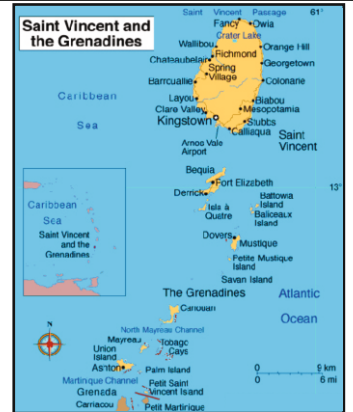 Saint Vincent and
the Grenadines
Saint Vincent Passage
61°
Fancy
Owia
Crater Lake
Wallibou
Orange Hill
Richmond
Chateaubelair
Georgetown
Spring
Village
Barrouallie
Colonarie
Layou
Biabou
Clare Valley
Mesopotamia
Kingstown
Stubbs
Calliaqua
Saint
Vincent
Arnos Vale
Airport
Caribbean
Sea
Bequia
Fort Elizabeth
13°
Derrick
Isla à
Quatre
Battowia
Island
Baliceaux
Island
Dovers
Mustique
Petite Mustique
Island
Savan Island
Caribbean
Sea
Saint Vincent
and the
Grenadines
The Grenadines
Atlantic
Ocean
Canouan
North Mayreau Channel
N
Mayreau
Tobago
Cays
Union
Island
Ashton
Palm Island
Martinique Channel
Petit Saint
Vincent Island
Grenada
Carriacou
Petit Martinique
0 9 km
0 6 mi